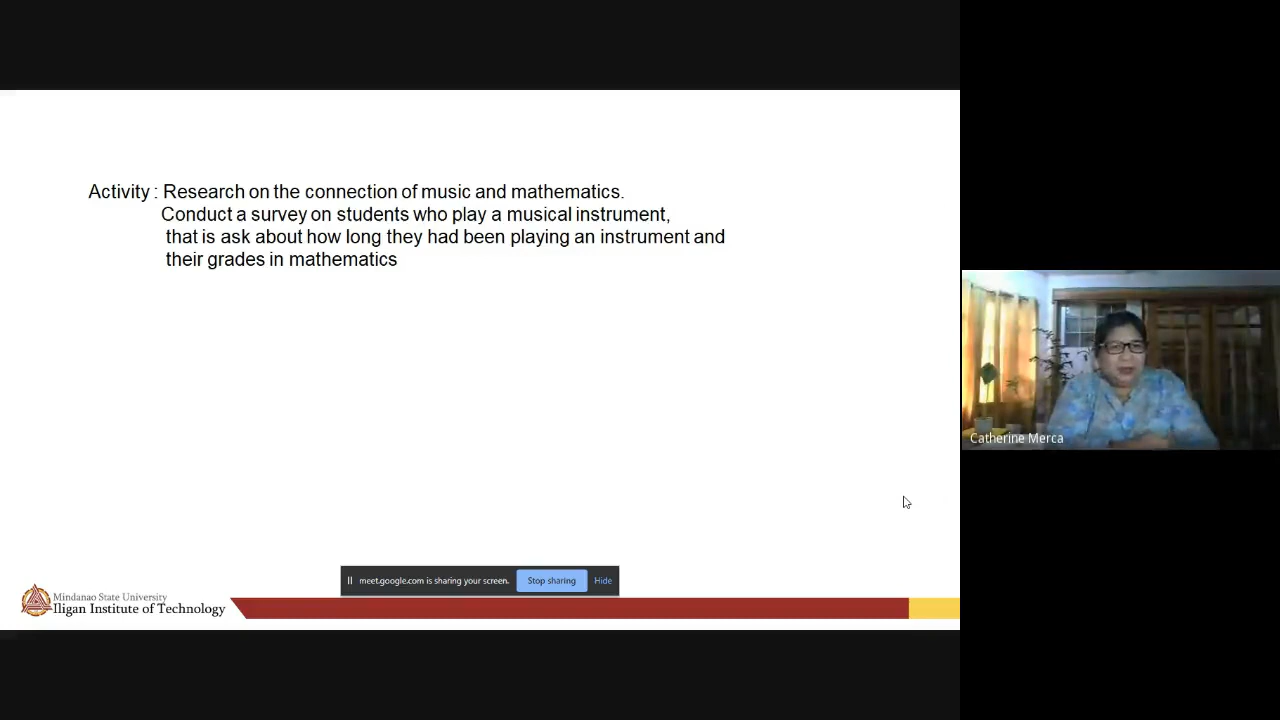 Activity : Research on the connection of music and mathematics.
Conduct a survey on students who play a musical instrument,
that is ask about how long they had been playing an instrument and
their grades in mathematics
Catherine Merca
meet.google.com is sharing your screen. Stop sharing Hide
Mindanao State University
Iligan Institute of Technology